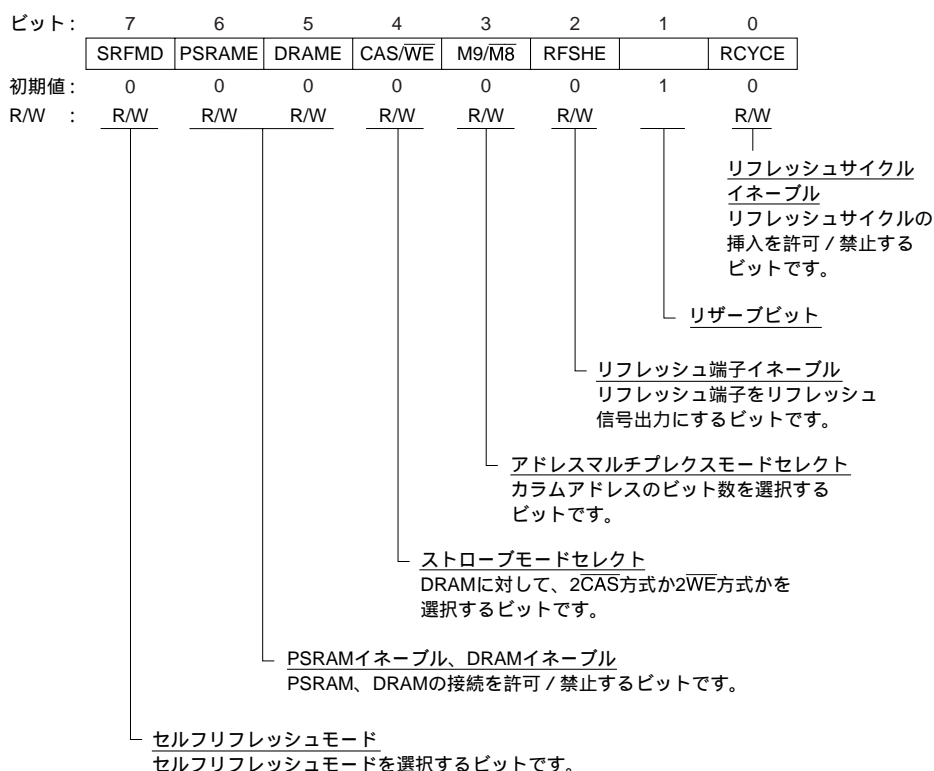 ビット: 7 6 5 4 3 2 1 0
SRFMD PSRAME DRAME CAS/W̅E̅ M9/M̅8̅ RFSHE RCYCE
初期値: 0 0 0 0 0 0 1 0
R/W : R/W R/W R/W R/W R/W R/W R/W
リフレッシュサイクル
イネーブル
リフレッシュサイクルの
挿入を許可/禁止する
ビットです。
リザーブビット
リフレッシュ端子イネーブル
リフレッシュ端子をリフレッシュ
信号出力にするビットです。
アドレスマルチプレクスモードセレクト
カラムアドレスのビット数を選択する
ビットです。
ストローブモードセレクト
DRAMに対して、2C̅A̅S̅方式か2W̅E̅方式かを
選択するビットです。
PSRAMイネーブル、DRAMイネーブル
PSRAM、DRAMの接続を許可/禁止するビットです。
セルフリフレッシュモード
セルフリフレッシュモードを選択するビットです。